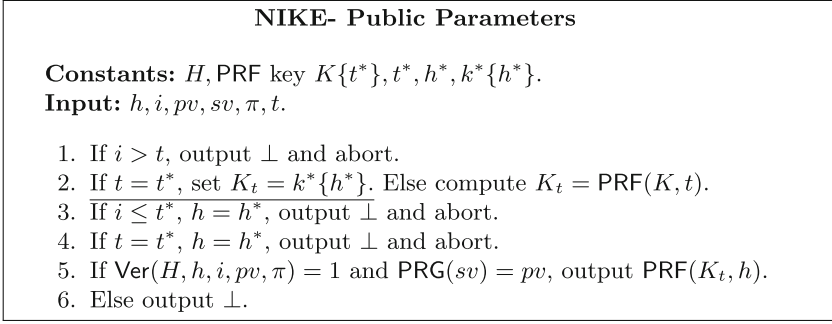 NIKE- Public Parameters
Constants: H, PRF key K{t*}, t*, h*, k*{h*}.
Input: h, i, pv, sv, π, t.
1. If i > t, output ⊥ and abort.
2. If t = t*, set K_t = k*{h*}. Else compute K_t = PRF(K, t).
3. If i ≤ t*, h = h*, output ⊥ and abort.
4. If t = t*, h = h*, output ⊥ and abort.
5. If Ver(H, h, i, pv, π) = 1 and PRG(sv) = pv, output PRF(K_t, h).
6. Else output ⊥.